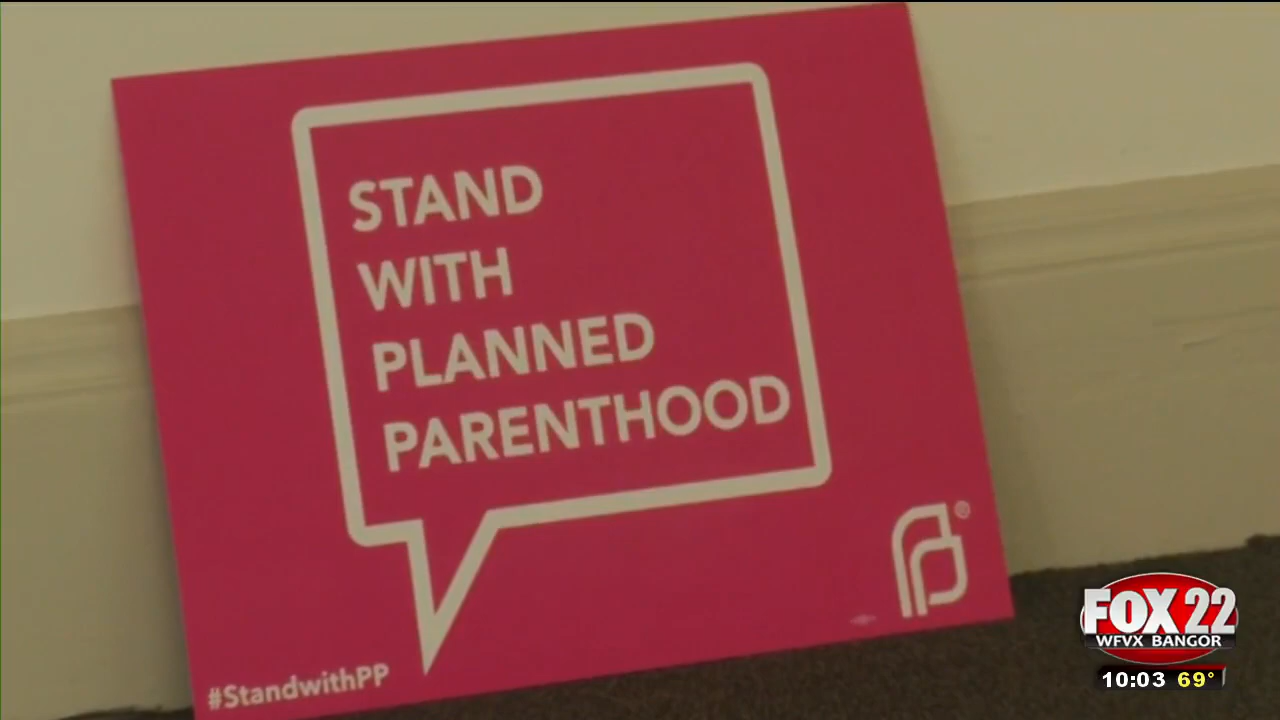 STAND
WITH
PLANNED
PARENTHOOD
®
#StandwithPP
FOX 22
WFVX BANGOR
10:03 69°